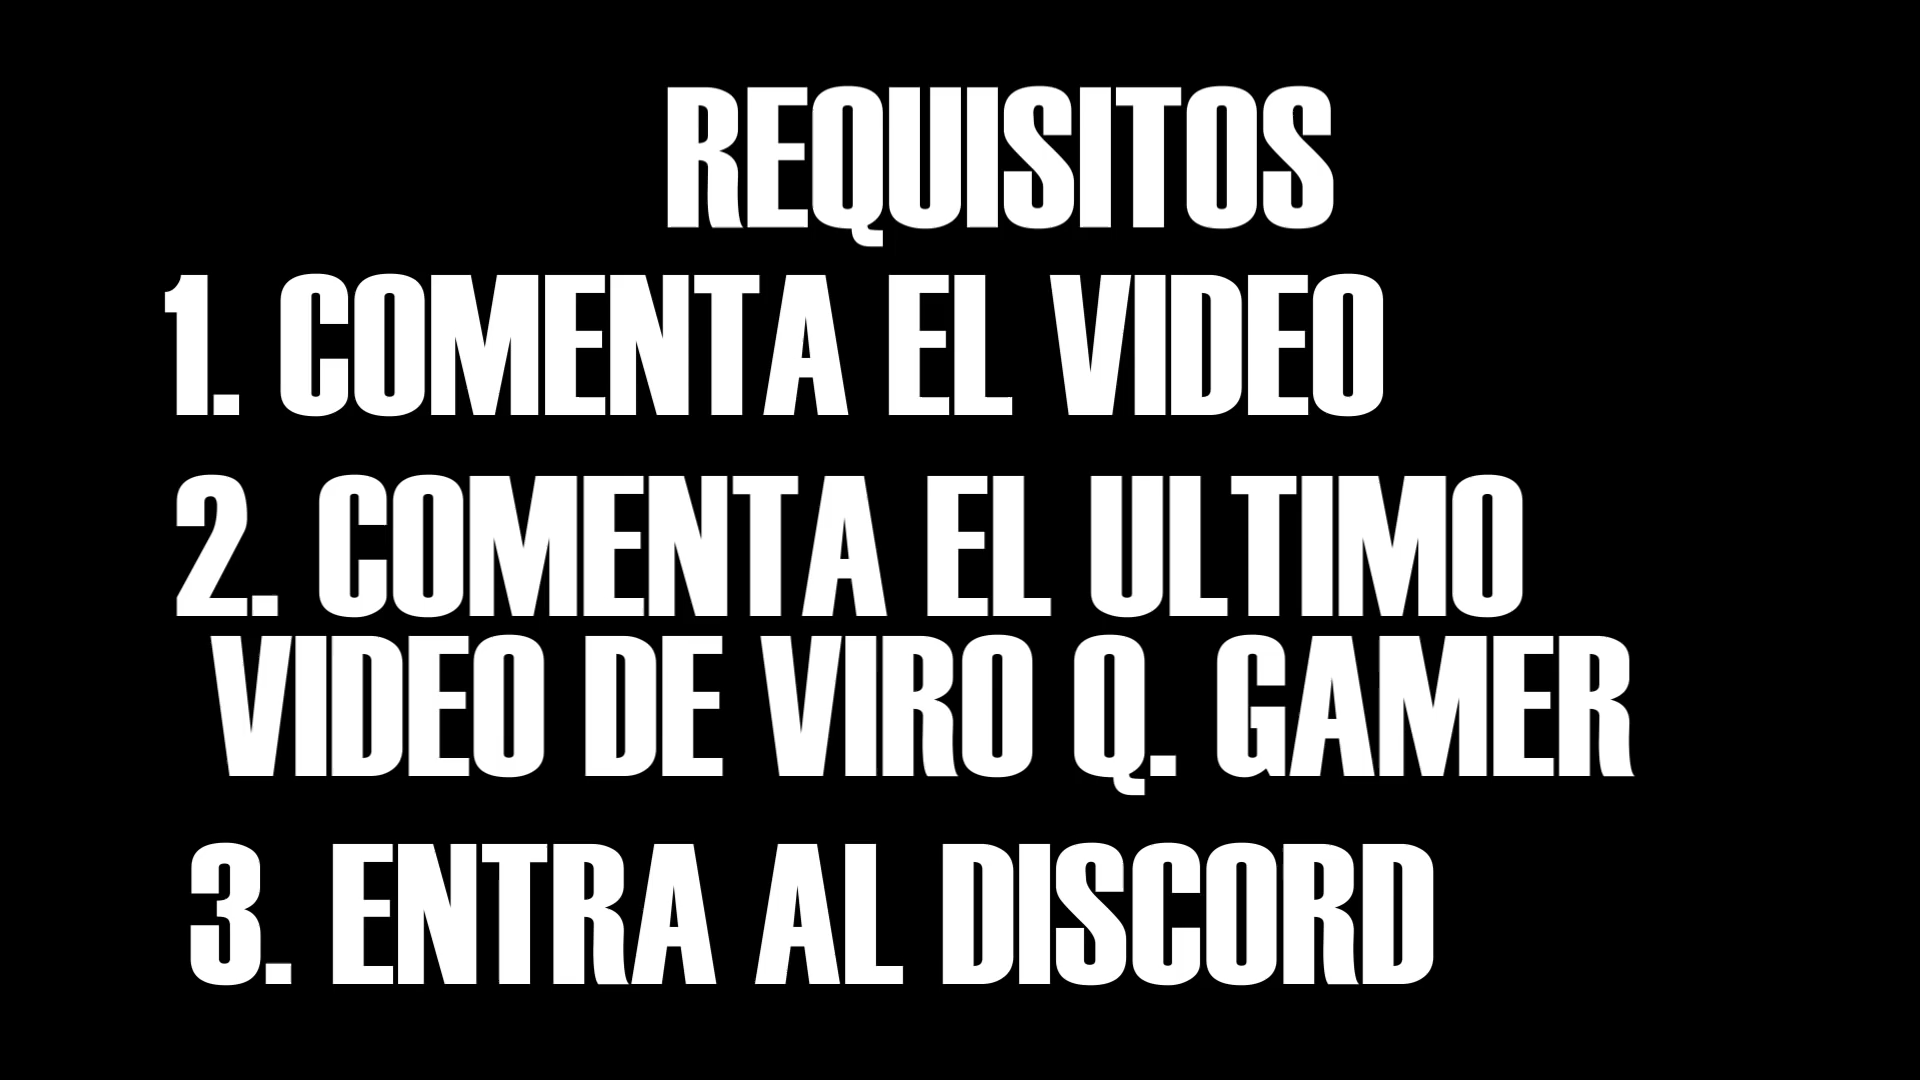 REQUISITOS
1. COMENTA EL VIDEO
2. COMENTA EL ULTIMO
VIDEO DE VIRO Q. GAMER
3. ENTRA AL DISCORD